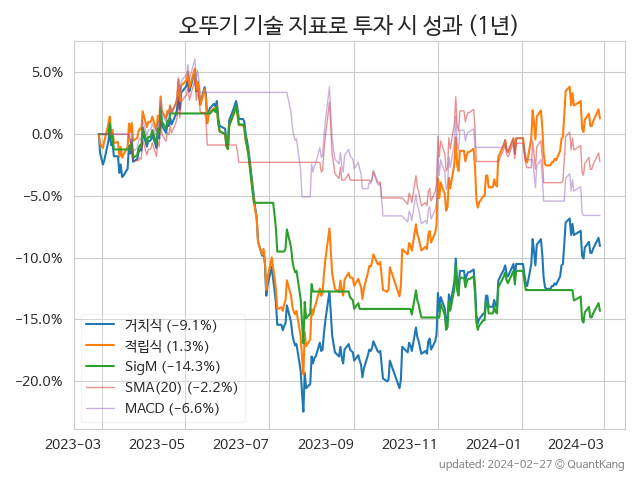 오뚜기 기술 지표로 투자 시 성과 (1년)
5.0%
0.0%
−5.0%
−10.0%
−15.0%
−20.0%
거치식 (−9.1%)
적립식 (1.3%)
SigM (−14.3%)
SMA(20) (−2.2%)
MACD (−6.6%)
2023−03 2023−05 2023−07 2023−09 2023−11 2024−01 2024−03
updated: 2024−02−27 © QuantKang